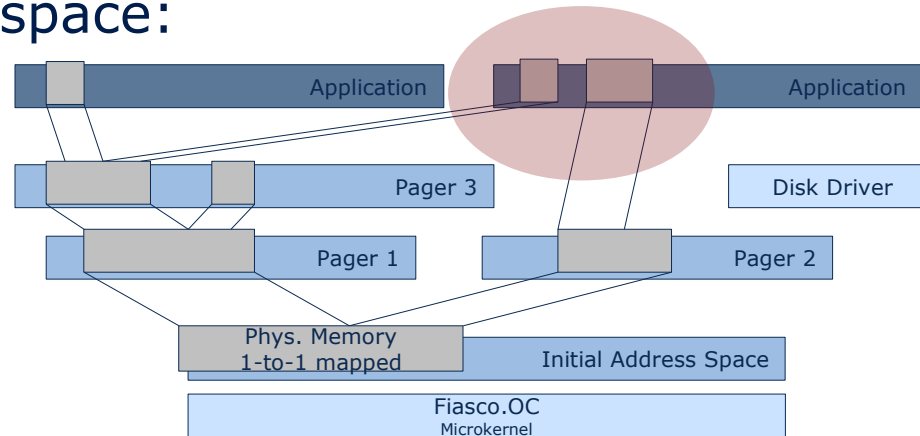 space:
Application
Application
Pager 3
Disk Driver
Pager 1
Pager 2
Phys. Memory
1-to-1 mapped
Initial Address Space
Fiasco.OC
Microkernel